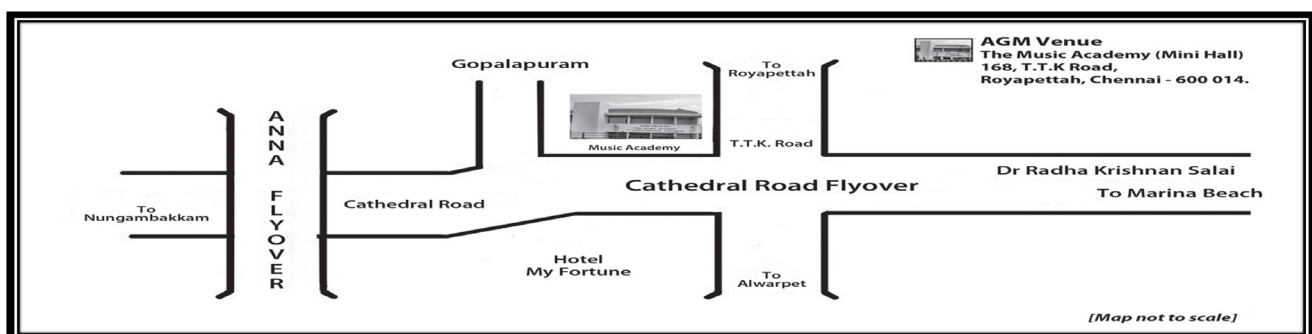 AGM Venue
The Music Academy (Mini Hall)
168, T.T.K Road,
Royapettah, Chennai - 600 014.
Gopalapuram
To
Royapettah
ANNA FLYOVER
Music Academy
T.T.K. Road
Dr Radha Krishnan Salai
To Marina Beach
Cathedral Road Flyover
Cathedral Road
To
Nungambakkam
Hotel
My Fortune
To
Alwarpet
[Map not to scale]